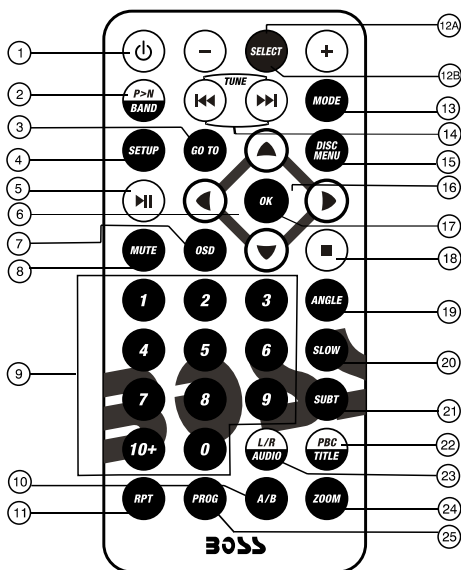 12A
1 − SELECT +
12B
2 P>N BAND TUNE MODE 13
3 14
4 SETUP GO TO DISC MENU 15
5 16
6 OK
7 17
8 MUTE OSD 18
1 2 3 ANGLE 19
4 5 6 SLOW 20
9 7 8 9 SUBT 21
10+ 0 L/R AUDIO PBC TITLE 22
23
10 RPT PROG A/B ZOOM 24
11 25
BOSS